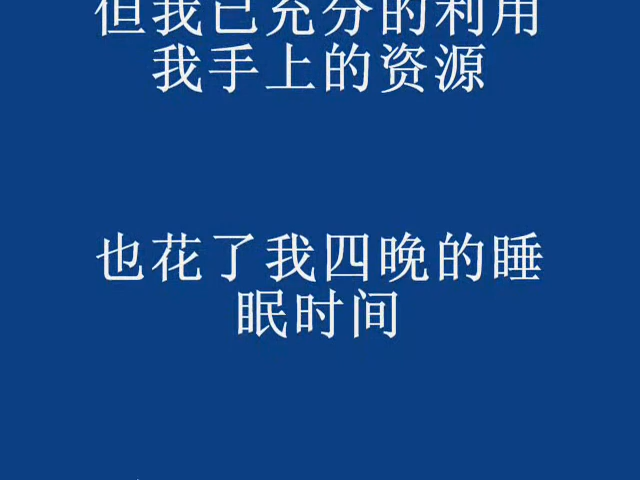 但我已充分的利用
我手上的资源
也花了我四晚的睡
眠时间